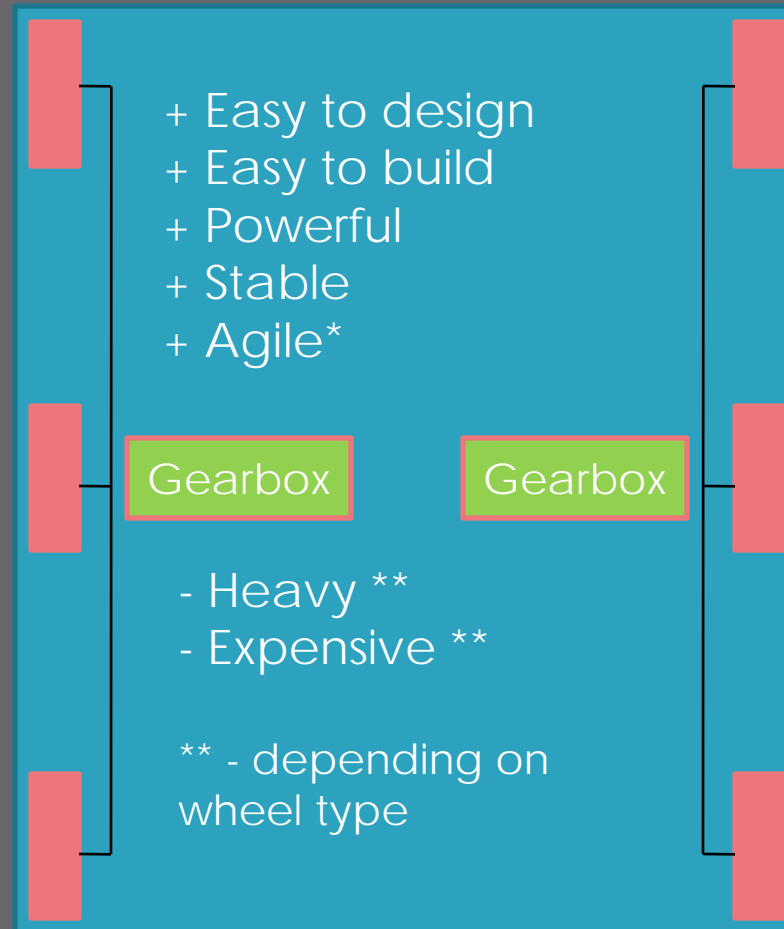 + Easy to design
+ Easy to build
+ Powerful
+ Stable
+ Agile*
Gearbox
Gearbox
- Heavy **
- Expensive **
** - depending on
wheel type